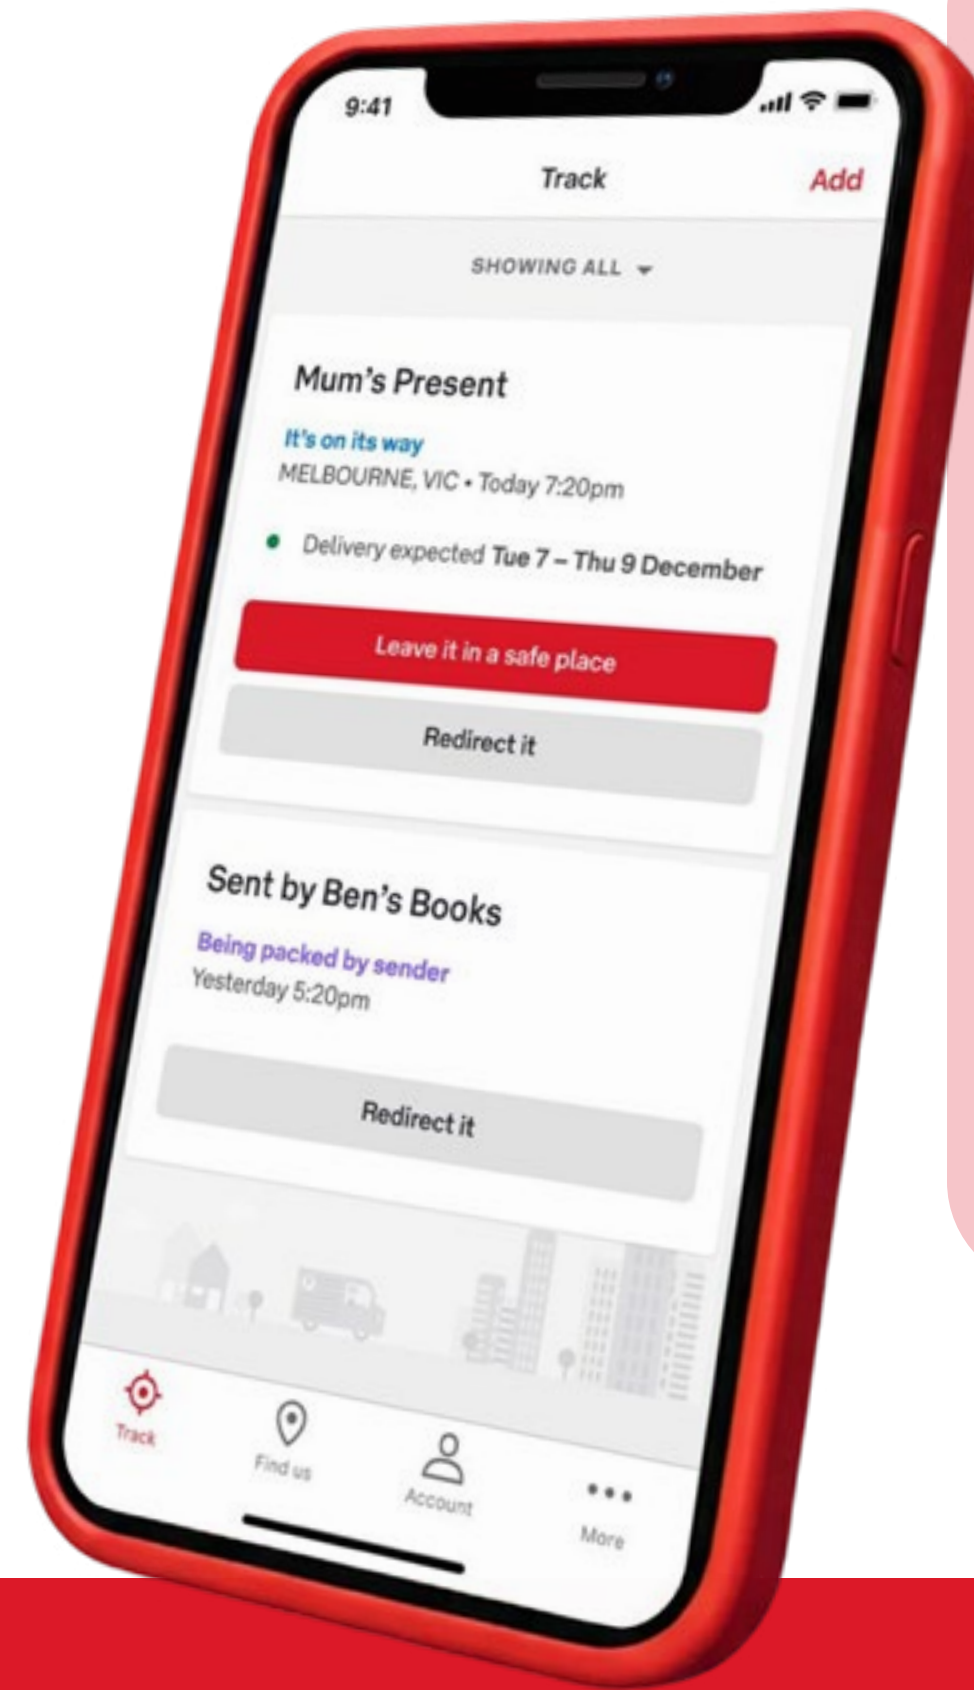 9:41
Track
Add
SHOWING ALL
Mum's Present
It's on its way
MELBOURNE, VIC • Today 7:20pm
Delivery expected Tue 7 – Thu 9 December
Leave it in a safe place
Redirect it
Sent by Ben's Books
Being packed by sender
Yesterday 5:20pm
Redirect it
Track
Find us
Account
More